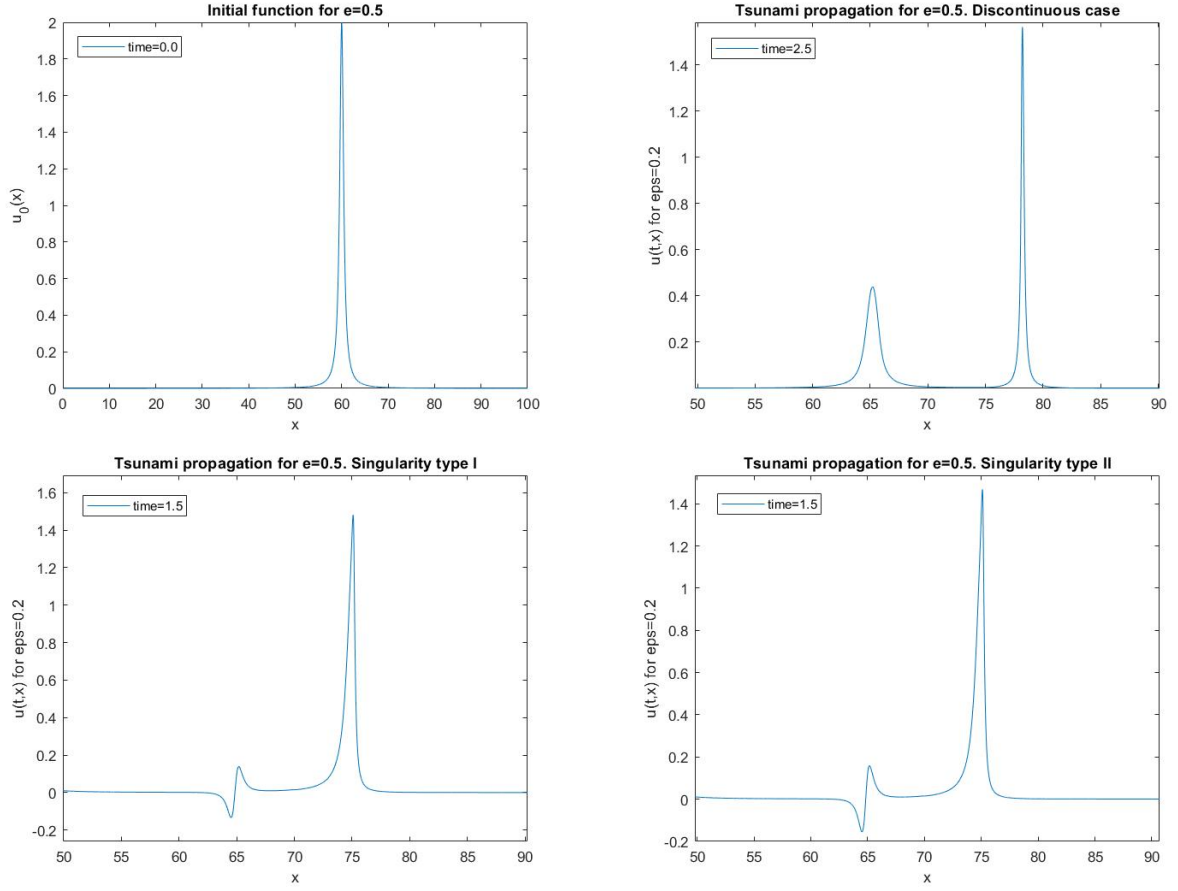 Initial function for e=0.5
time=0.0
2
1.8
1.6
1.4
1.2
1
0.8
0.6
0.4
0.2
0
u0(x)
0 10 20 30 40 50 60 70 80 90 100
x
Tsunami propagation for e=0.5. Discontinuous case
time=2.5
1.4
1.2
1
0.8
0.6
0.4
0.2
u(t,x) for eps=0.2
50 55 60 65 70 75 80 85 90
x
Tsunami propagation for e=0.5. Singularity type I
time=1.5
1.6
1.4
1.2
1
0.8
0.6
0.4
0.2
0
-0.2
u(t,x) for eps=0.2
50 55 60 65 70 75 80 85 90
x
Tsunami propagation for e=0.5. Singularity type II
time=1.5
1.4
1.2
1
0.8
0.6
0.4
0.2
0
-0.2
u(t,x) for eps=0.2
50 55 60 65 70 75 80 85 90
x